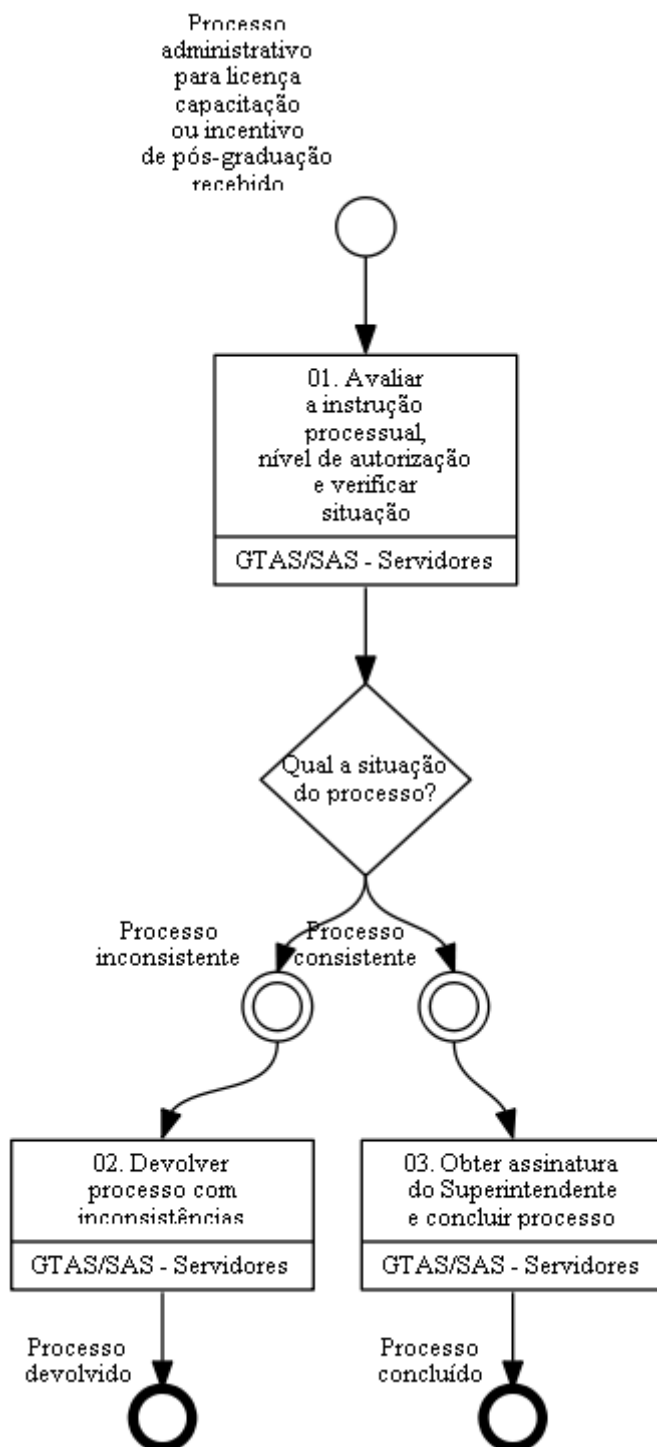 Processo
administrativo
para licença
capacitação
ou incentivo
de pós-graduação
recebido
01. Avaliar
a instrução
processual,
nível de autorização
e verificar
situação
GTAS/SAS - Servidores
Qual a situação
do processo?
Processo
inconsistente
Processo
consistente
02. Devolver
processo com
inconsistências
GTAS/SAS - Servidores
03. Obter assinatura
do Superintendente
e concluir processo
GTAS/SAS - Servidores
Processo
devolvido
Processo
concluído